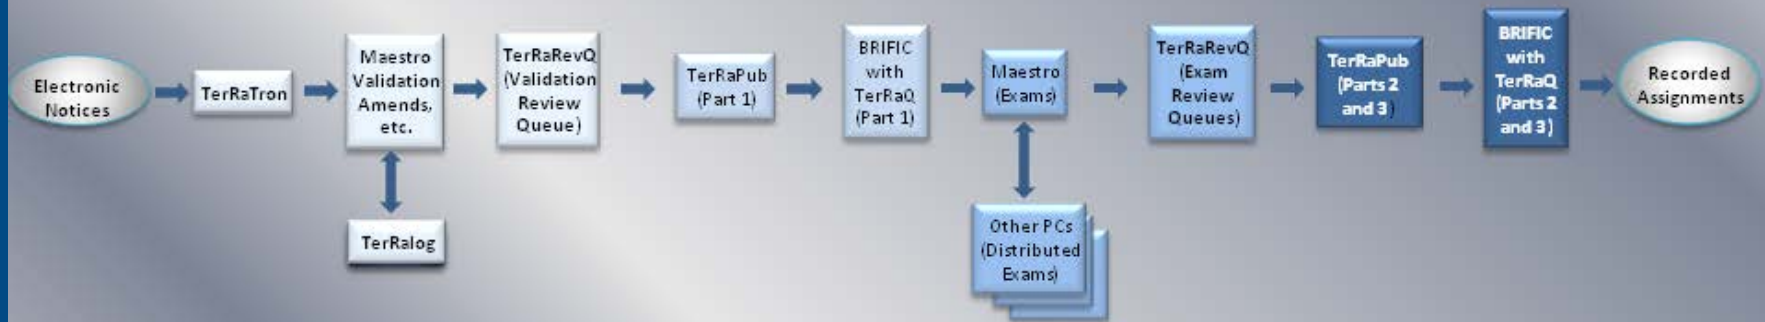 Electronic
Notices
TerRaTron
Maestro
Validation
Amends,
etc.
TerRalog
TerRaRevQ
(Validation
Review
Queue)
TerRaPub
(Part 1)
BRIFIC
with
TerRaQ
(Part 1)
Maestro
(Exams)
Other PCs
(Distributed
Exams)
TerRaRevQ
(Exam
Review
Queues)
TerRaPub
(Parts 2
and 3)
BRIFIC
with
TerRaQ
(Parts 2
and 3)
Recorded
Assignments